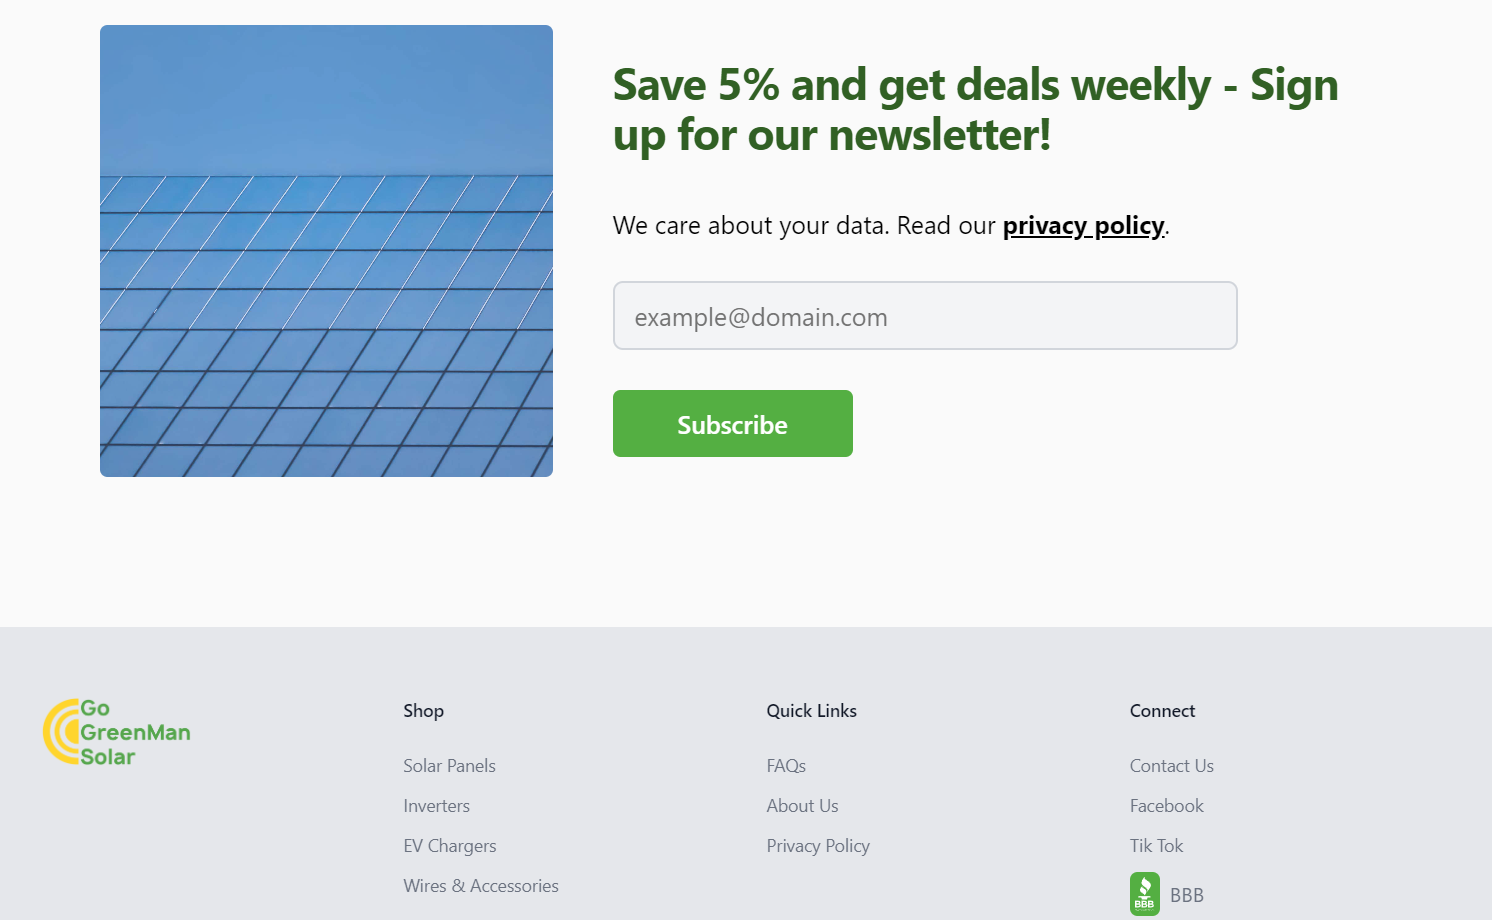 Save 5% and get deals weekly - Sign
up for our newsletter!
We care about your data. Read our privacy policy.
example@domain.com
Subscribe
Go
GreenMan
Solar
Shop
Solar Panels
Inverters
EV Chargers
Wires & Accessories
Quick Links
FAQs
About Us
Privacy Policy
Connect
Contact Us
Facebook
Tik Tok
BBB
BBB